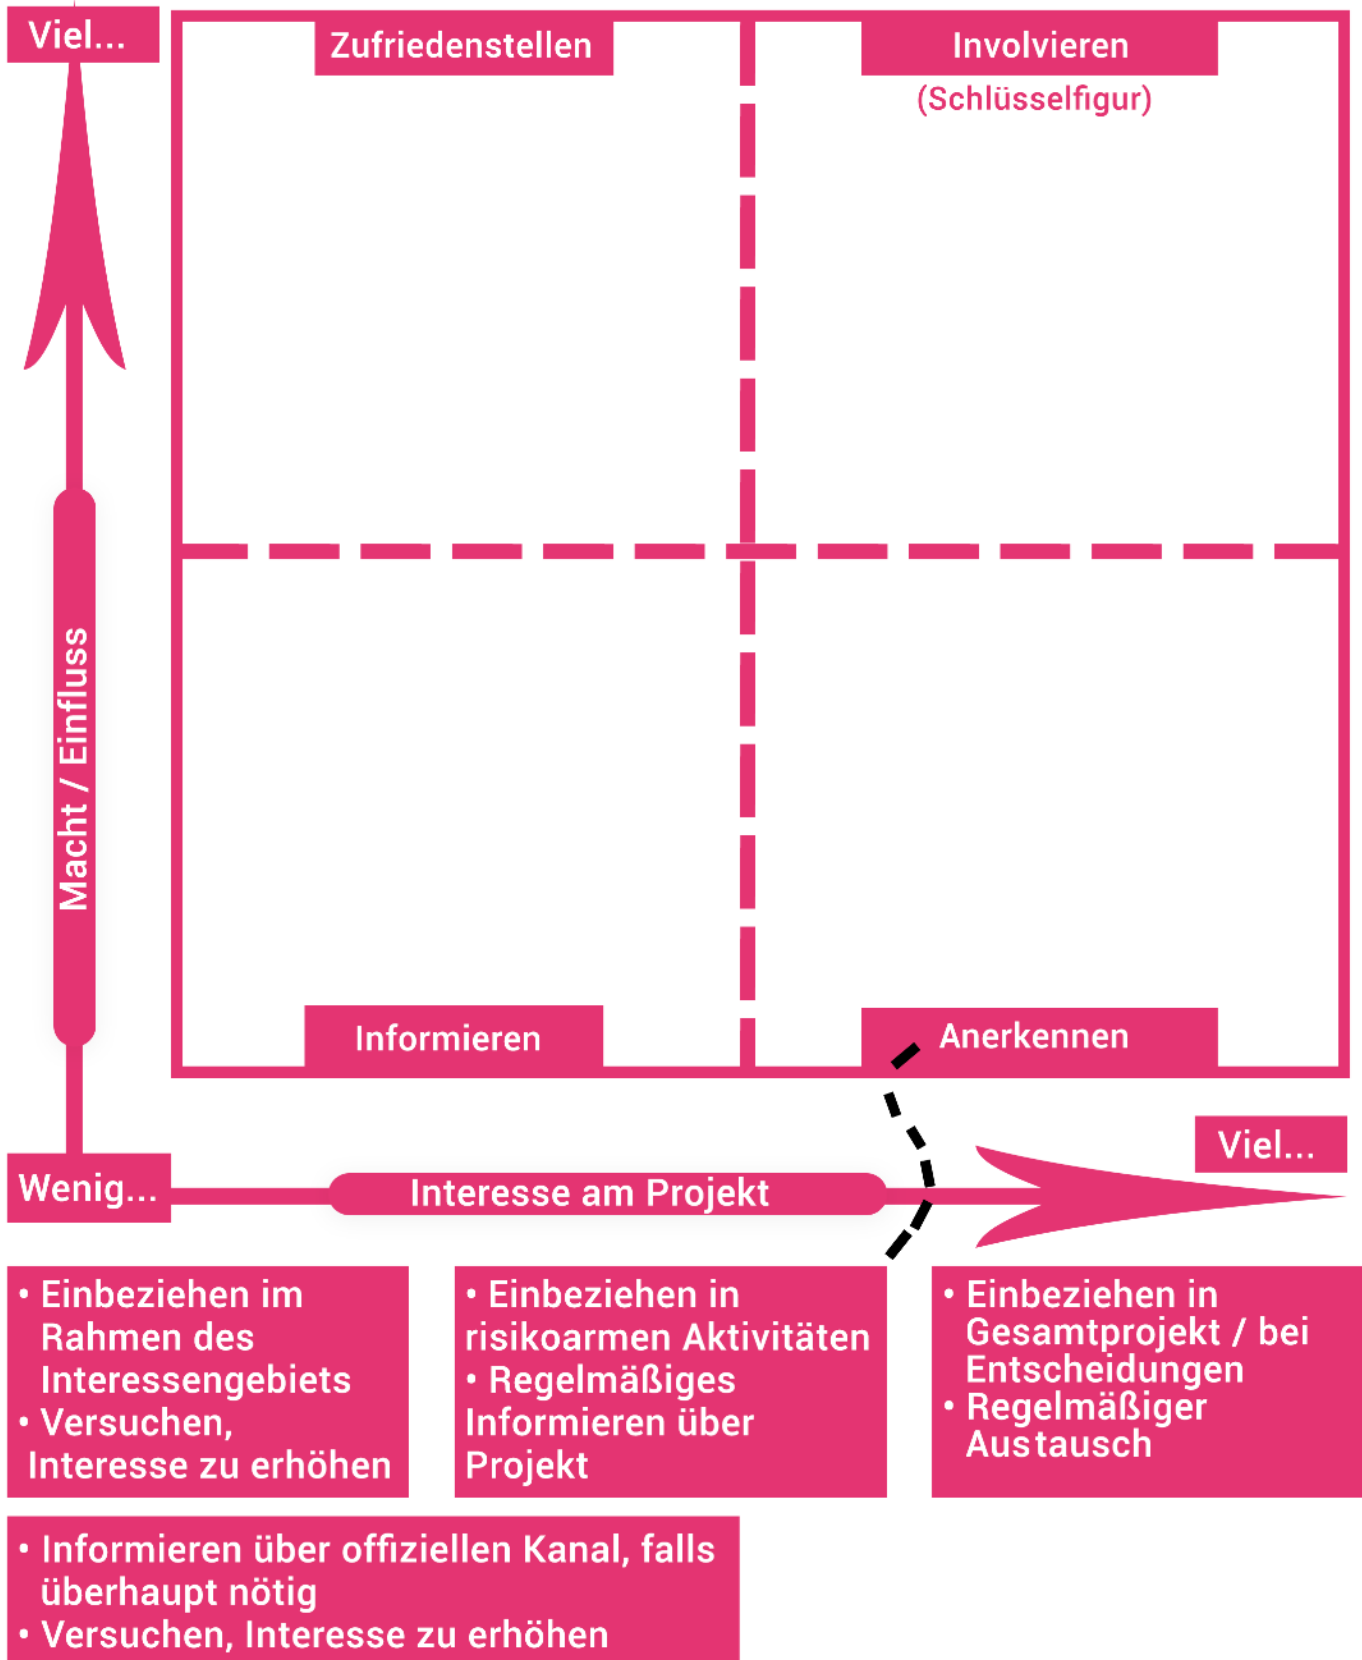 Viel...
Zufriedenstellen
Involvieren
(Schlüsselfigur)
Macht / Einfluss
Informieren
Anerkennen
Viel...
Wenig...
Interesse am Projekt
• Einbeziehen im
Rahmen des
Interessengebiets
• Versuchen,
Interesse zu erhöhen
• Einbeziehen in
risikoarmen Aktivitäten
• Regelmäßiges
Informieren über
Projekt
• Einbeziehen in
Gesamtprojekt / bei
Entscheidungen
• Regelmäßiger
Austausch
• Informieren über offiziellen Kanal, falls
überhaupt nötig
• Versuchen, Interesse zu erhöhen